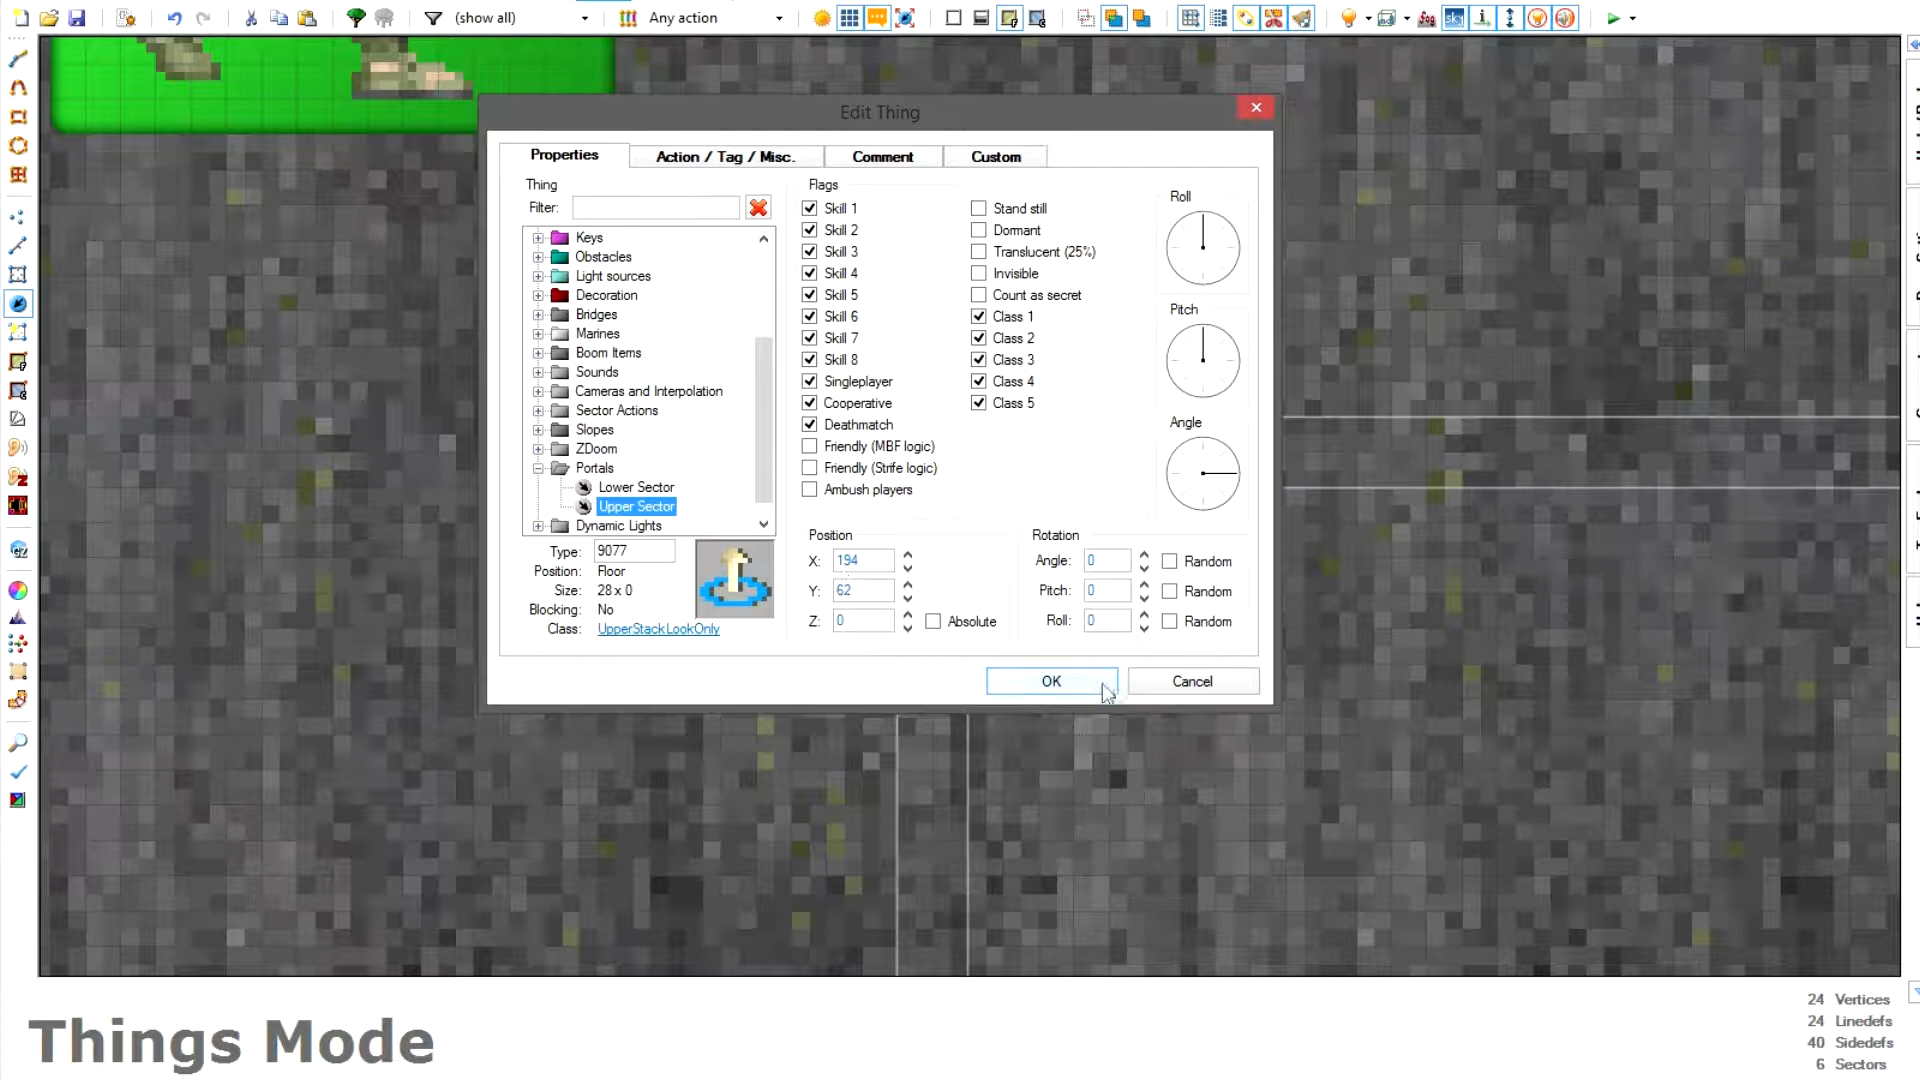 (show all)
Any action
Edit Thing
Properties
Action / Tag / Misc.
Comment
Custom
Thing
Filter:
Keys
Obstacles
Light sources
Decoration
Bridges
Marines
Boom Items
Sounds
Cameras and Interpolation
Sector Actions
Slopes
ZDoom
Portals
Lower Sector
Upper Sector
Dynamic Lights
Type: 9077
Position: Floor
Size: 28 x 0
Blocking: No
Class: UpperStackLookOnly
Flags
Skill 1
Skill 2
Skill 3
Skill 4
Skill 5
Skill 6
Skill 7
Skill 8
Singleplayer
Cooperative
Deathmatch
Friendly (MBF logic)
Friendly (Strife logic)
Ambush players
Stand still
Dormant
Translucent (25%)
Invisible
Count as secret
Class 1
Class 2
Class 3
Class 4
Class 5
Roll
Pitch
Angle
Position
X: 194
Y: 62
Z: 0
Absolute
Rotation
Angle: 0 Random
Pitch: 0 Random
Roll: 0 Random
OK
Cancel
Things Mode
24 Vertices
24 Linedefs
40 Sidedefs
6 Sectors